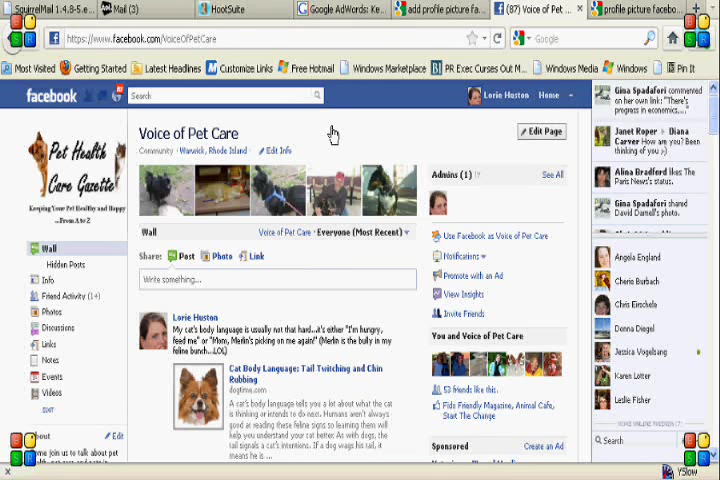 SquirrelMail 1.4.8-5.e...
Mail (3)
HootSuite
Google AdWords: Ke...
add profile picture fa...
(87) Voice of Pet ...
profile picture facebo...
https://www.facebook.com/VoiceOfPetCare
Google
Most Visited
Getting Started
Latest Headlines
Customize Links
Free Hotmail
Windows Marketplace
PR Exec Curses Out M...
Windows Media
Windows
Pin It
facebook
Search
Lorie Huston
Home
Voice of Pet Care
Community · Warwick, Rhode Island · Edit Info
Edit Page
Pet Health
Care Gazette
Keeping Your Pet Healthy and Happy
...From A to Z
Wall
Hidden Posts
Info
Friend Activity (1+)
Photos
Discussions
Links
Notes
Events
Videos
EDIT
About
Edit
Come join us to talk about pet
Wall
Voice of Pet Care · Everyone (Most Recent)
Share:
Post
Photo
Link
Write something...
Lorie Huston
My cat's body language is usually not that hard...it's either "I'm hungry,
feed me" or "Mom, Merlin's picking on me again!" (Merlin is the bully in my
feline bunch...LOL)
Cat Body Language: Tail Twitching and Chin
Rubbing
dogtime.com
A cat's body language tells you a lot about what the cat
is thinking or intends to do next. Humans aren't always
good at reading these feline signs so learning them will
help you understand your cat better. As with dogs, the
tail signals a cat's intentions. If a dog wags his tail, it
means he is ...
Admins (1)
See All
Use Facebook as Voice of Pet Care
Notifications
Promote with an Ad
View Insights
Invite Friends
You and Voice of Pet Care
53 friends like this.
Fido Friendly Magazine, Animal Cafe,
Start The Change
Sponsored
Create an Ad
Gina Spadafori commented
on her own link: "There's
progress in economics...."
Janet Roper ▸ Diana
Carver How are you? Been
thinking of you ;-)
Alina Bradford likes The
Paris News's status.
Gina Spadafori shared
David Darnell's photo.
Angela England
Cherie Burbach
Chris Eirschele
Donna Diegel
Jessica Vogelsang
Karen Lotter
Leslie Fisher
Search
YSlow